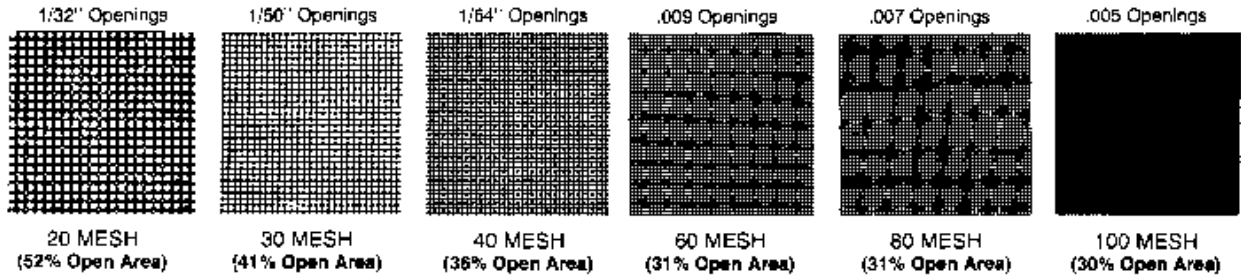 1/32" Openings
1/50" Openings
1/64" Openings
.009 Openings
.007 Openings
.005 Openings
20 MESH
(52% Open Area)
30 MESH
(41% Open Area)
40 MESH
(36% Open Area)
60 MESH
(31% Open Area)
80 MESH
(31% Open Area)
100 MESH
(30% Open Area)